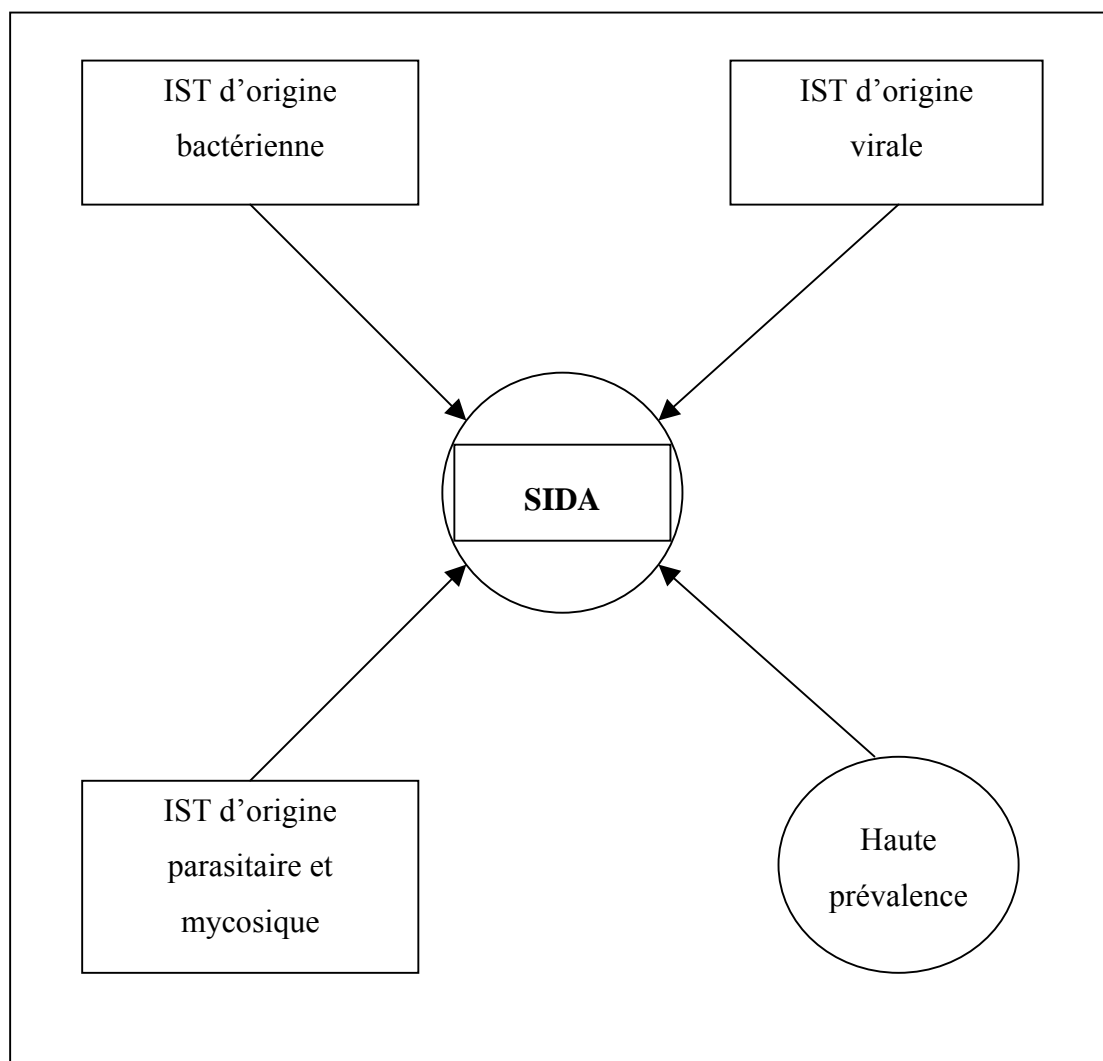 IST d’origine
bactérienne
IST d’origine
virale
SIDA
IST d’origine
parasitaire et
mycosique
Haute
prévalence